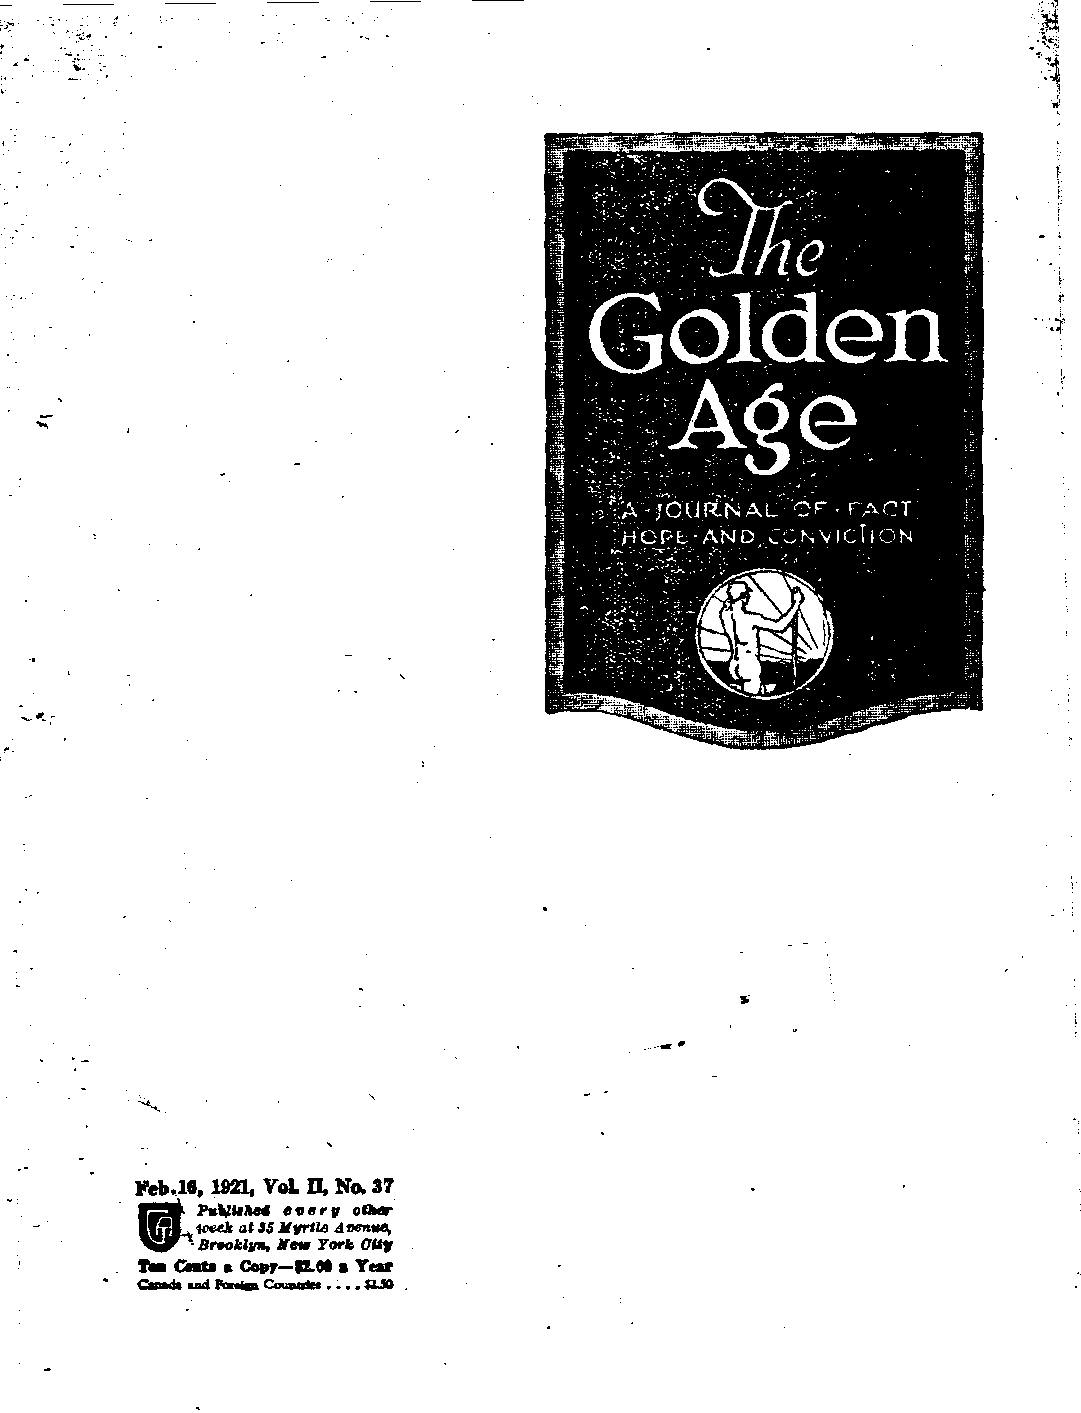 The
Golden
Age
A · JOURNAL · OF · FACT
HOPE · AND · CONVICTION
Feb. 16, 1921, Vol. II, No. 37
Published every other
week at 35 Myrtle Avenue,
Brooklyn, New York City
Ten Cents a Copy—$2.00 a Year
Canada and Foreign Countries . . . . $2.50